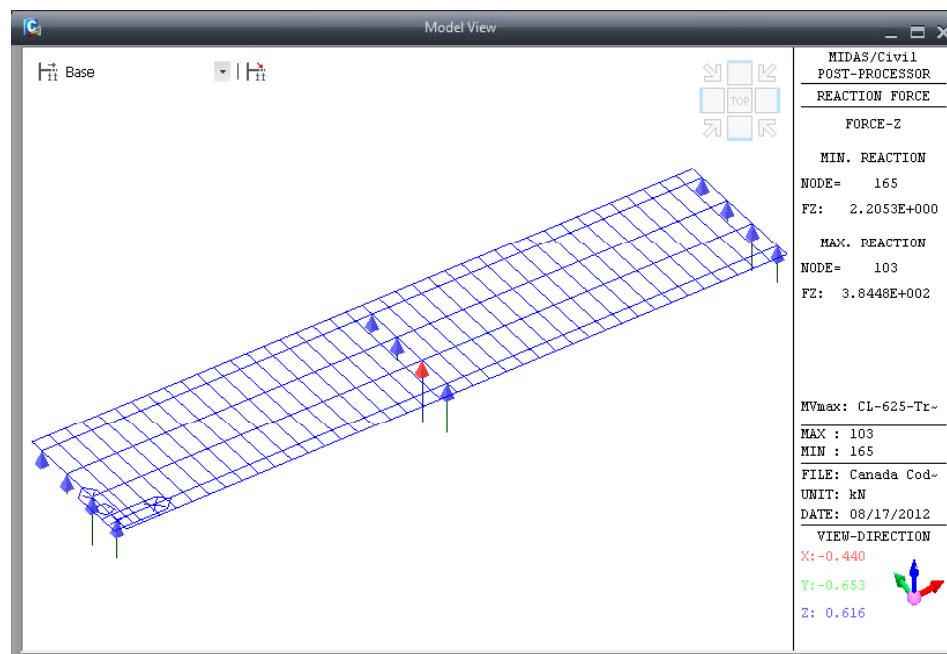 Model View
Base
TOP
MIDAS/Civil
POST-PROCESSOR
REACTION FORCE
FORCE-Z
MIN. REACTION
NODE= 165
FZ: 2.2053E+000
MAX. REACTION
NODE= 103
FZ: 3.8448E+002
MVmax: CL-625-Tr~
MAX : 103
MIN : 165
FILE: Canada Cod~
UNIT: kN
DATE: 08/17/2012
VIEW-DIRECTION
X:-0.440
Y:-0.653
Z: 0.616